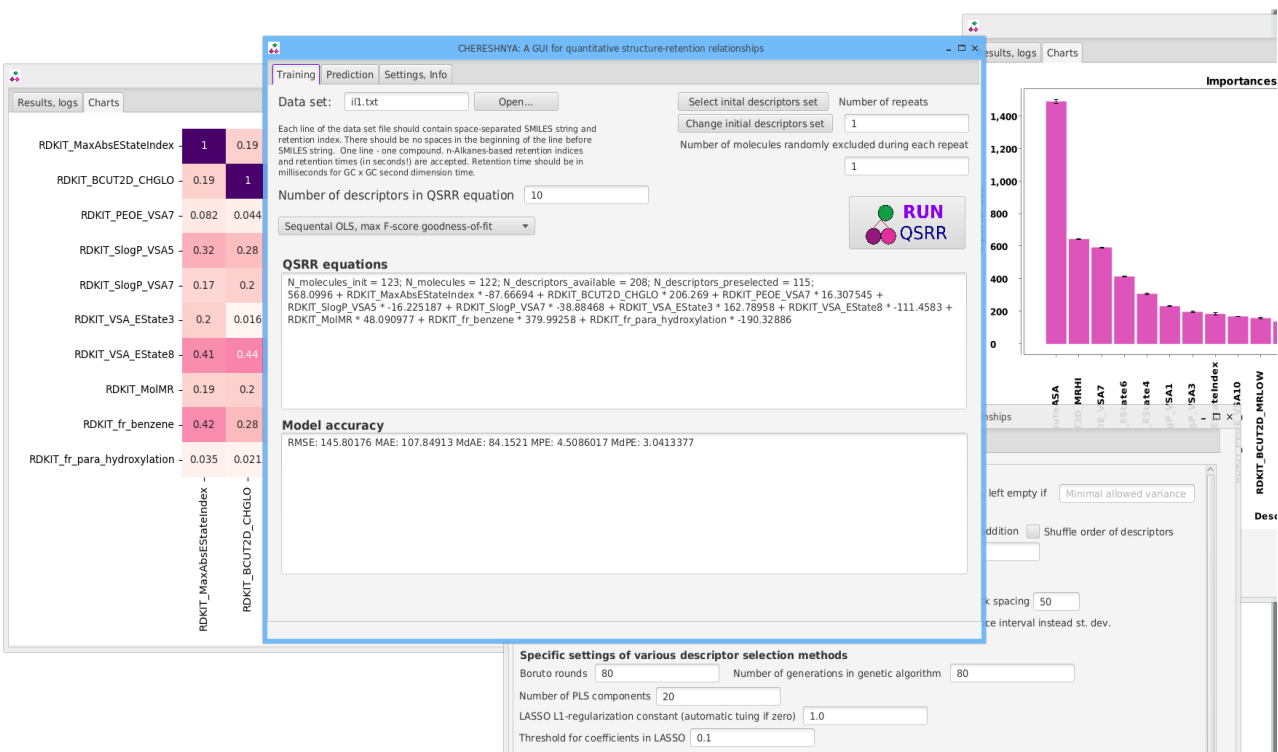 CHERESHNYA: A GUI for quantitative structure-retention relationships
Training
Prediction
Settings, Info
Data set:
il1.txt
Open...
Each line of the data set file should contain space-separated SMILES string and
retention index. There should be no spaces in the beginning of the line before
SMILES string. One line - one compound. n-Alkanes-based retention indices
and retention times (in seconds!) are accepted. Retention time should be in
milliseconds for GC x GC second dimension time.
Number of descriptors in QSRR equation
10
Sequental OLS, max F-score goodness-of-fit
Select inital descriptors set
Number of repeats
Change initial descriptors set
1
Number of molecules randomly excluded during each repeat
1
RUN
QSRR
QSRR equations
N_molecules_init = 123; N_molecules = 122; N_descriptors_available = 208; N_descriptors_preselected = 115;
568.0996 + RDKIT_MaxAbsEStateIndex * -87.66694 + RDKIT_BCUT2D_CHGLO * 206.269 + RDKIT_PEOE_VSA7 * 16.307545 +
RDKIT_SlogP_VSA5 * -16.225187 + RDKIT_SlogP_VSA7 * -38.88468 + RDKIT_VSA_EState3 * 162.78958 + RDKIT_VSA_EState8 * -111.4583 +
RDKIT_MolMR * 48.090977 + RDKIT_fr_benzene * 379.99258 + RDKIT_fr_para_hydroxylation * -190.32886
Model accuracy
RMSE: 145.80176 MAE: 107.84913 MdAE: 84.1521 MPE: 4.5086017 MdPE: 3.0413377
Results, logs
Charts
RDKIT_MaxAbsEStateIndex
1
0.19
RDKIT_BCUT2D_CHGLO
0.19
1
RDKIT_PEOE_VSA7
0.082
0.044
RDKIT_SlogP_VSA5
0.32
0.28
RDKIT_SlogP_VSA7
0.17
0.2
RDKIT_VSA_EState3
0.2
0.016
RDKIT_VSA_EState8
0.41
0.44
RDKIT_MolMR
0.19
0.2
RDKIT_fr_benzene
0.42
0.28
RDKIT_fr_para_hydroxylation
0.035
0.021
RDKIT_MaxAbsEStateIndex
RDKIT_BCUT2D_CHGLO
esults, logs
Charts
Importances
1,400
1,200
1,000
800
600
400
200
0
ASA
MRHI
VSA7
State6
State4
VSA1
VSA3
teIndex
SA10
RDKIT_BCUT2D_MRLOW
Desc
nships
left empty if
Minimal allowed variance
ddition
Shuffle order of descriptors
k spacing
50
ce interval instead st. dev.
Specific settings of various descriptor selection methods
Boruto rounds
80
Number of generations in genetic algorithm
80
Number of PLS components
20
LASSO L1-regularization constant (automatic tuing if zero)
1.0
Threshold for coefficients in LASSO
0.1